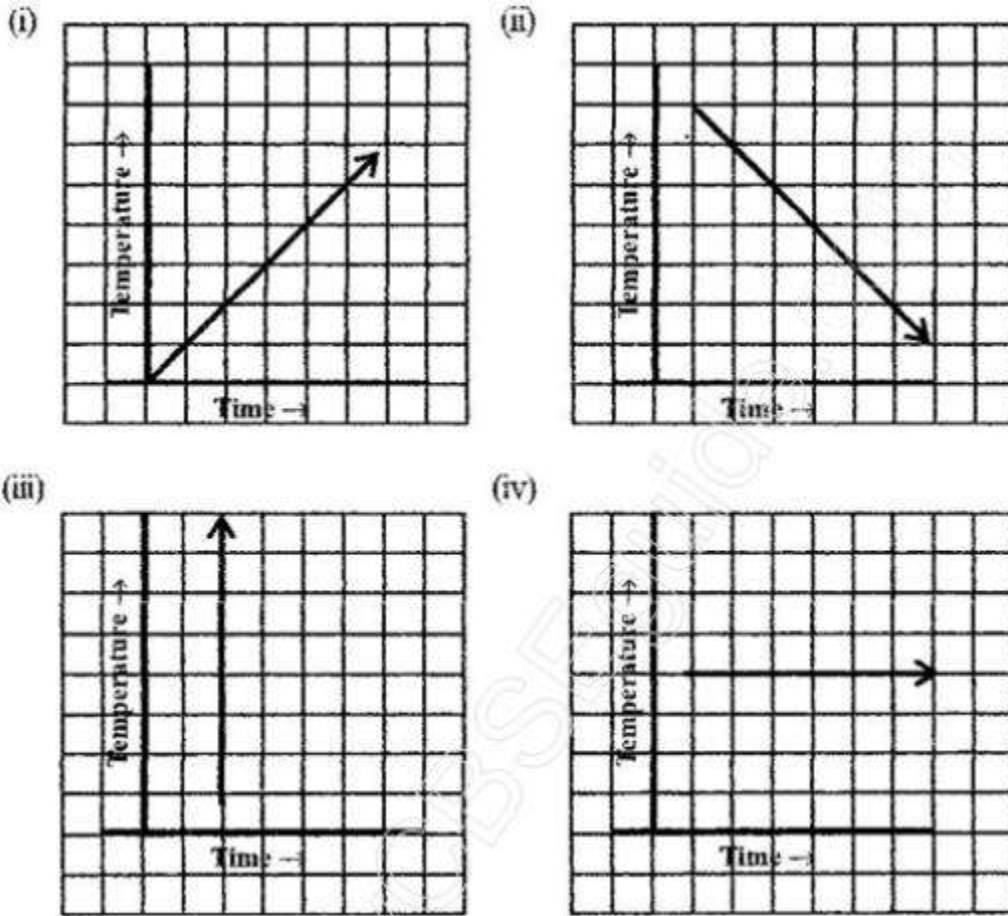 (i)
Temperature →
Time →
(ii)
Temperature →
Time →
(iii)
Temperature →
Time →
(iv)
Temperature →
Time →